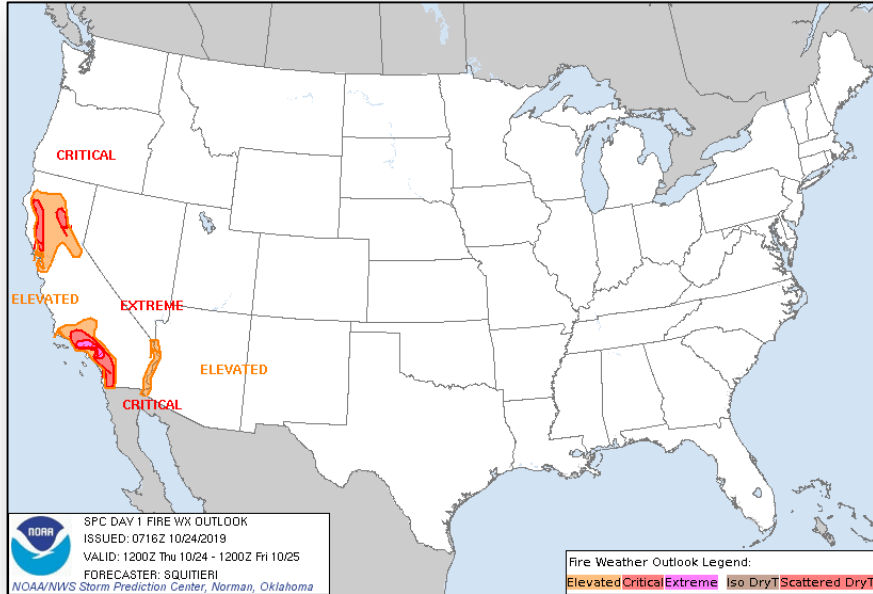 CRITICAL
ELEVATED
EXTREME
ELEVATED
CRITICAL
NOAA
SPC DAY 1 FIRE WX OUTLOOK
ISSUED: 0716Z 10/24/2019
VALID: 1200Z Thu 10/24 - 1200Z Fri 10/25
FORECASTER: SQUITIERI
NOAA/NWS Storm Prediction Center, Norman, Oklahoma
Fire Weather Outlook Legend:
Elevated Critical Extreme Iso DryT Scattered DryT